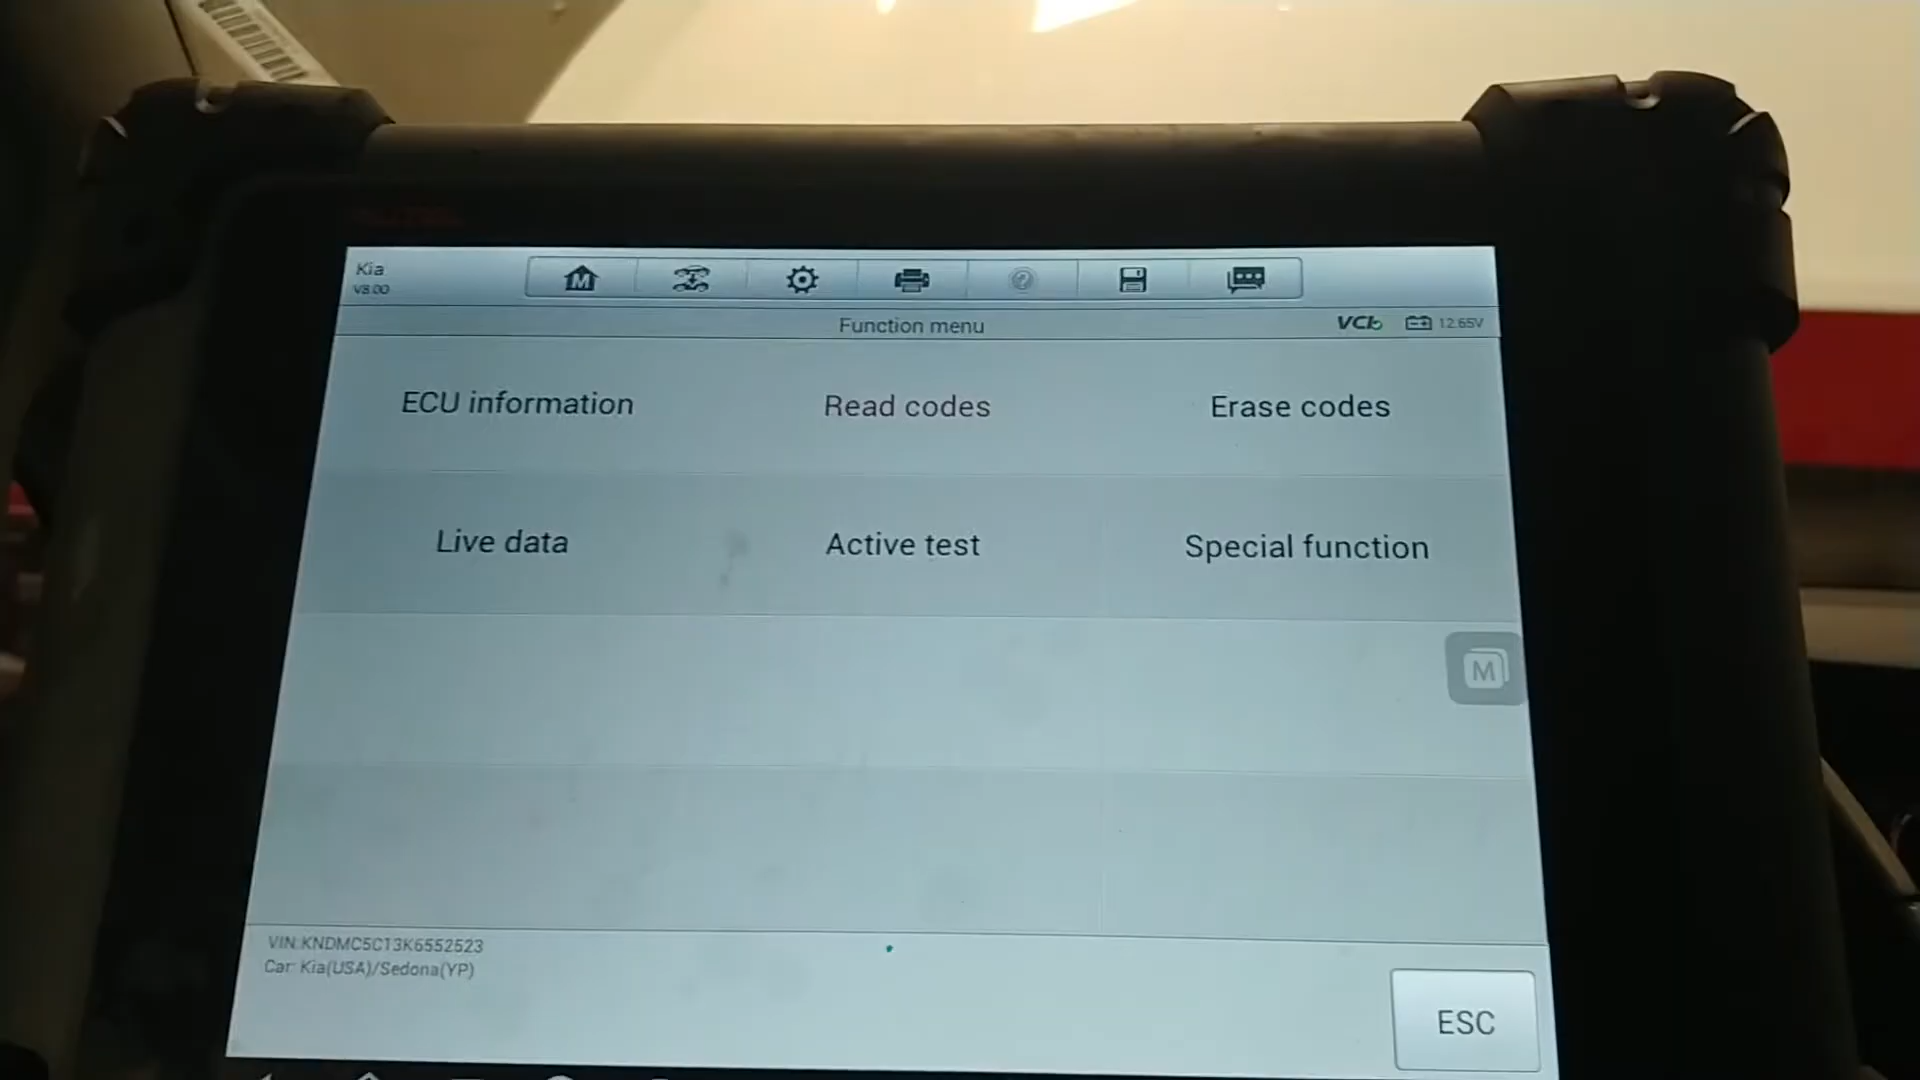 Kia
V8.00
M
Function menu
VCI
12.65V
ECU information
Read codes
Erase codes
Live data
Active test
Special function
M
VIN:KNDMC5C13K6552523
Car: Kia(USA)/Sedona(YP)
ESC